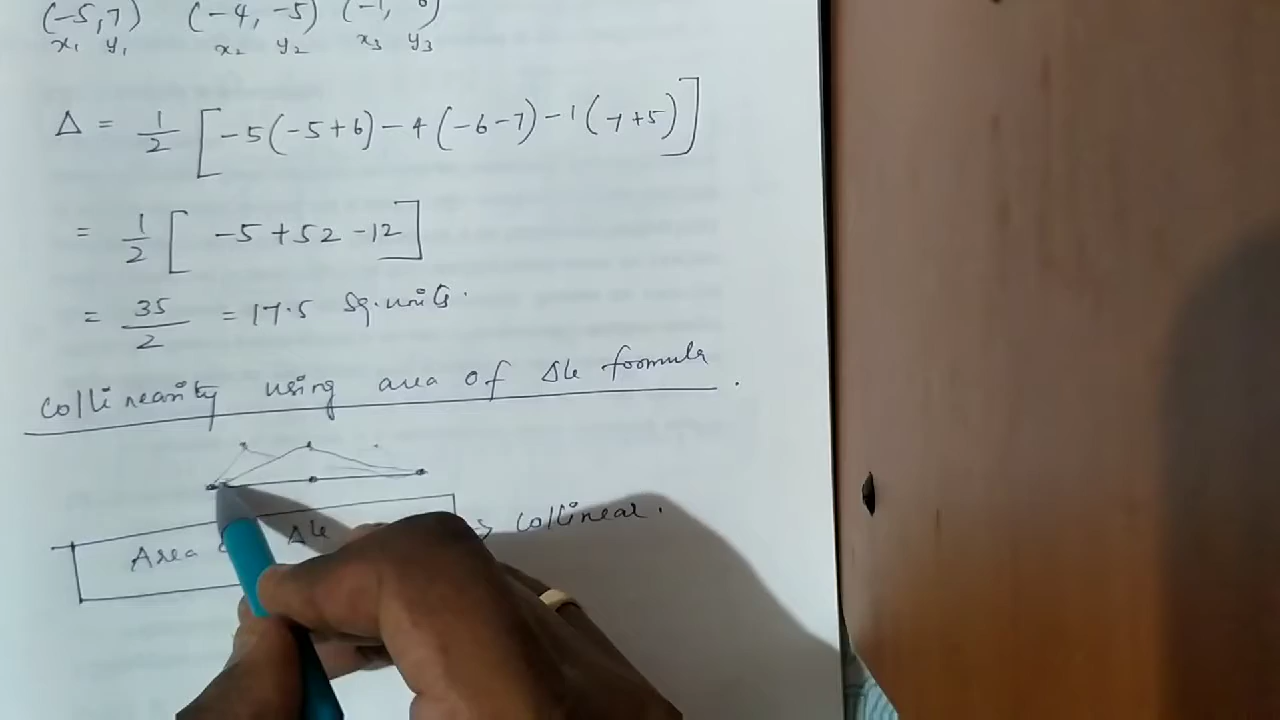 (-5,7) (-4, -5) (-1,
x₁ y₁ x₂ y₂ x₃ y₃
Δ = 1/2 [-5(-5+6)-4(-6-7)-1(7+5)]
= 1/2 [ -5+52-12]
= 35/2 = 17.5 Sq.units.
Collinearity using area of Δle formula.
Area Δle Collinear.